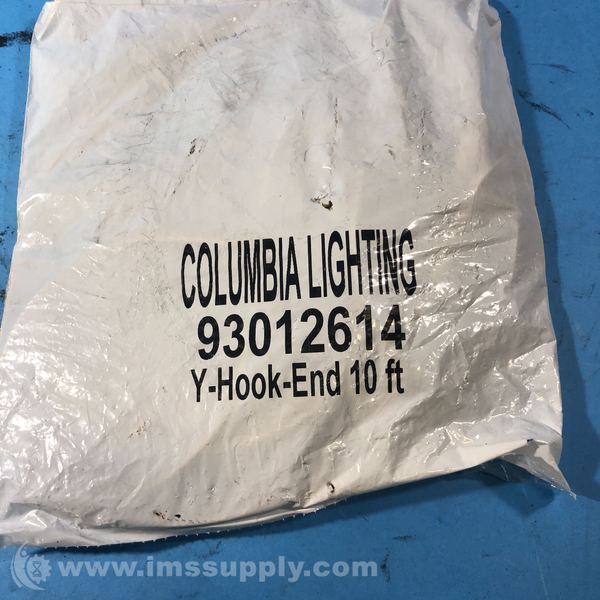 COLUMBIA LIGHTING
93012614
Y-Hook-End 10 ft
www.imssupply.com